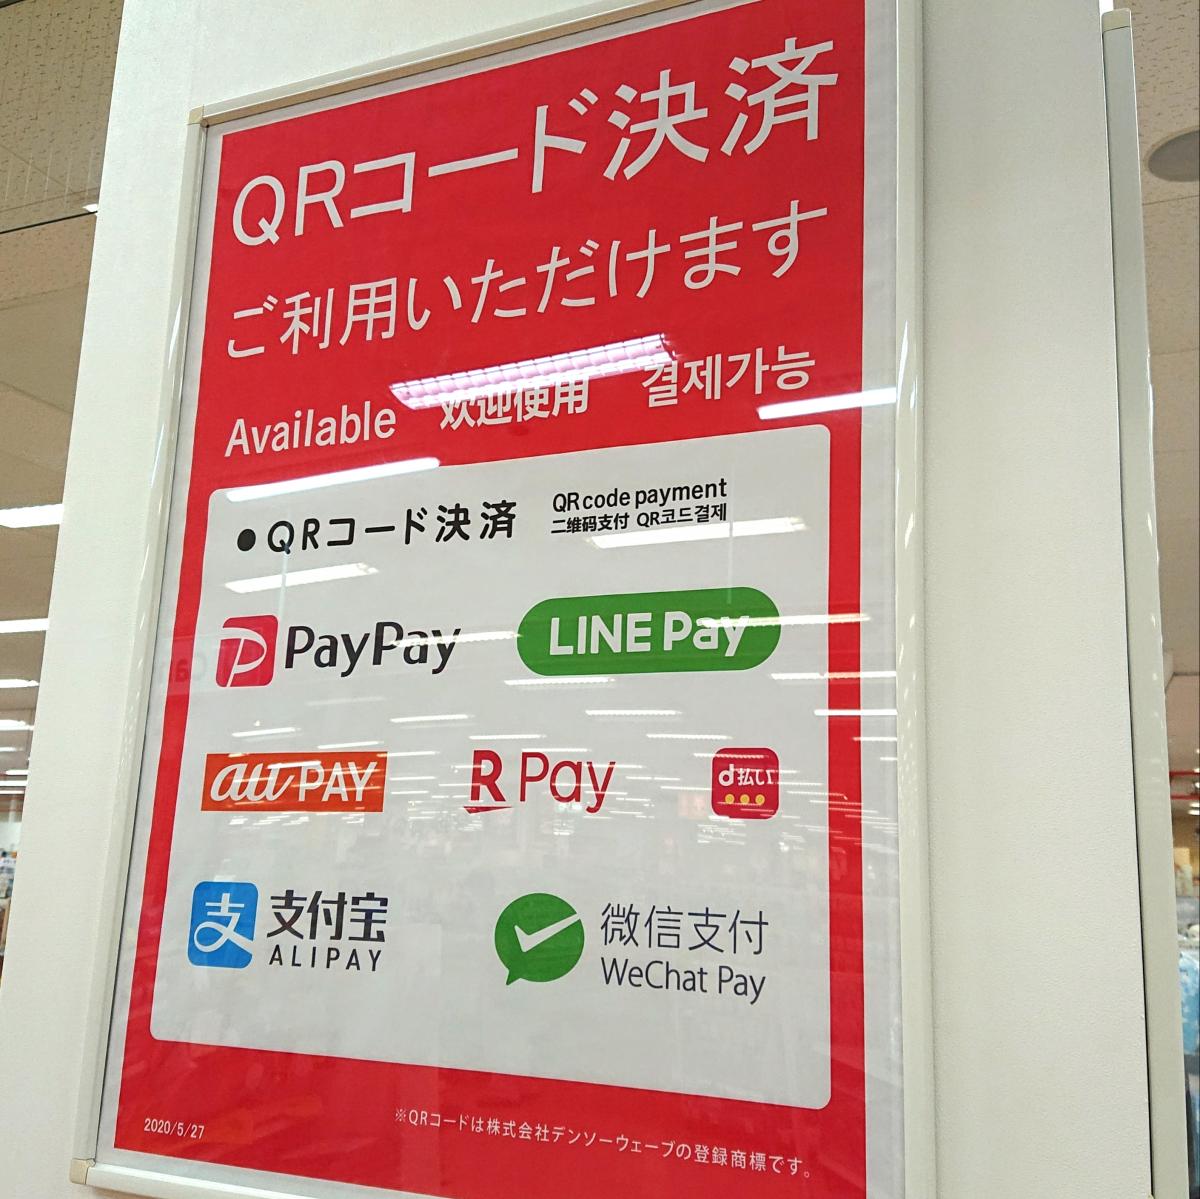 QRコード決済
ご利用いただけます
Available 欢迎使用 결제가능
●QRコード決済 QR code payment
二维码支付 QR코드결제
PayPay LINE Pay
au PAY R Pay d払い
支 支付宝 微信支付
ALIPAY WeChat Pay
2020/5/27 ※QRコードは株式会社デンソーウェーブの登録商標です。